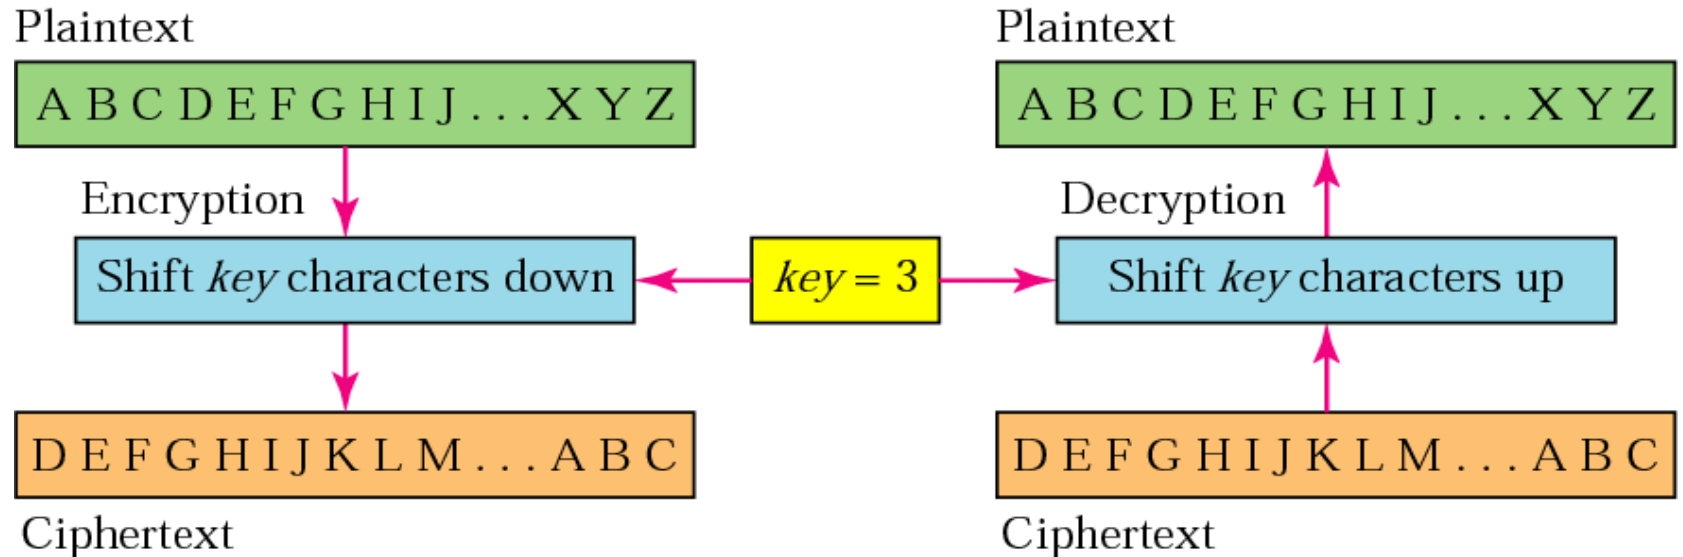 Plaintext
A B C D E F G H I J . . . X Y Z
Encryption
Shift key characters down
D E F G H I J K L M . . . A B C
Ciphertext
key = 3
Plaintext
A B C D E F G H I J . . . X Y Z
Decryption
Shift key characters up
D E F G H I J K L M . . . A B C
Ciphertext